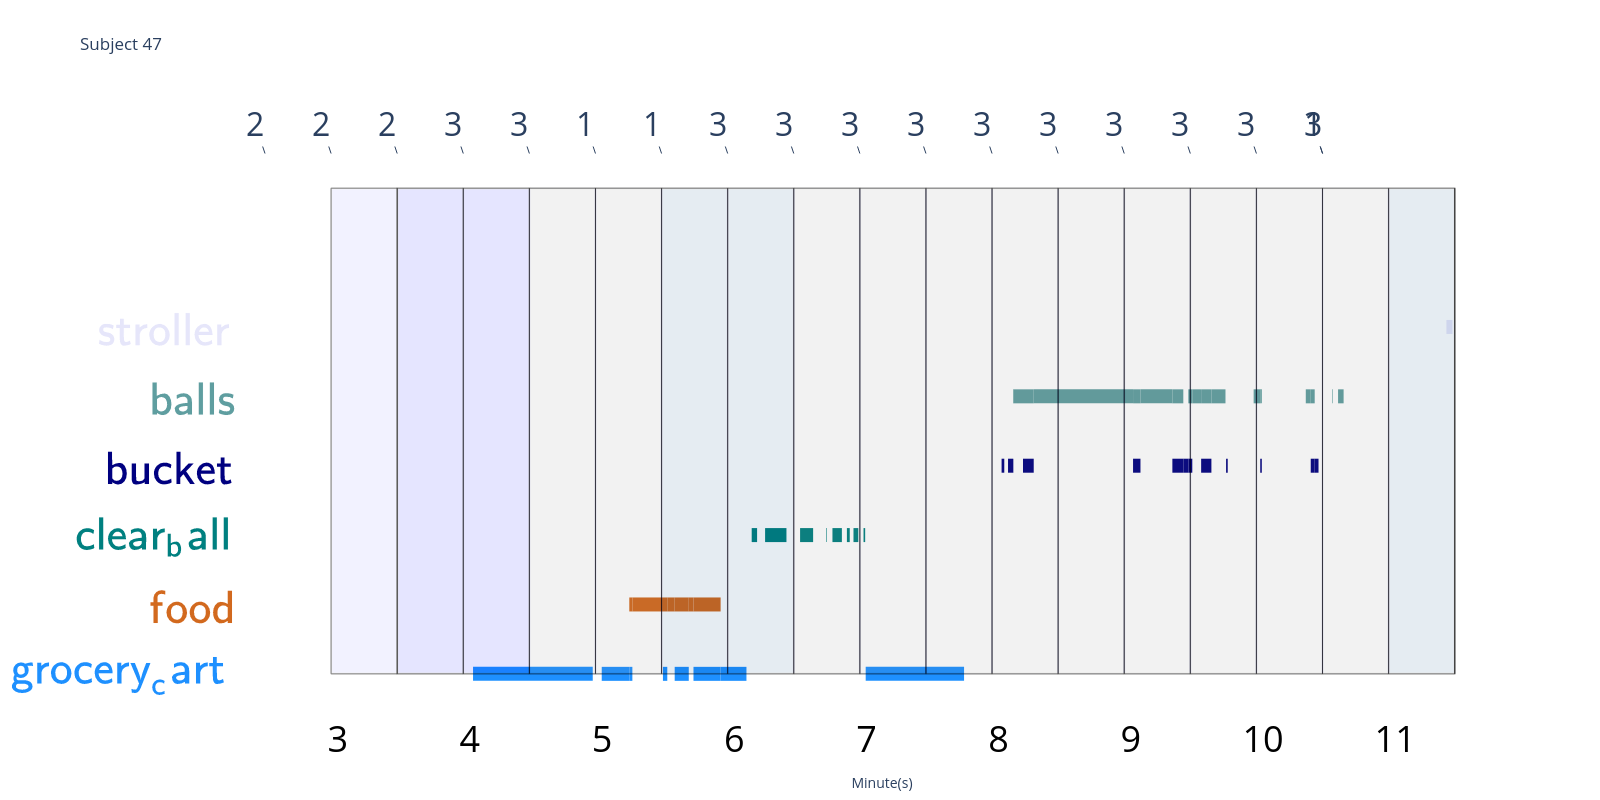 Subject 47
2 2 2 3 3 1 1 3 3 3 3 3 3 3 3 3 3
stroller
balls
bucket
clear_ball
food
grocery_cart
3 4 5 6 7 8 9 10 11
Minute(s)